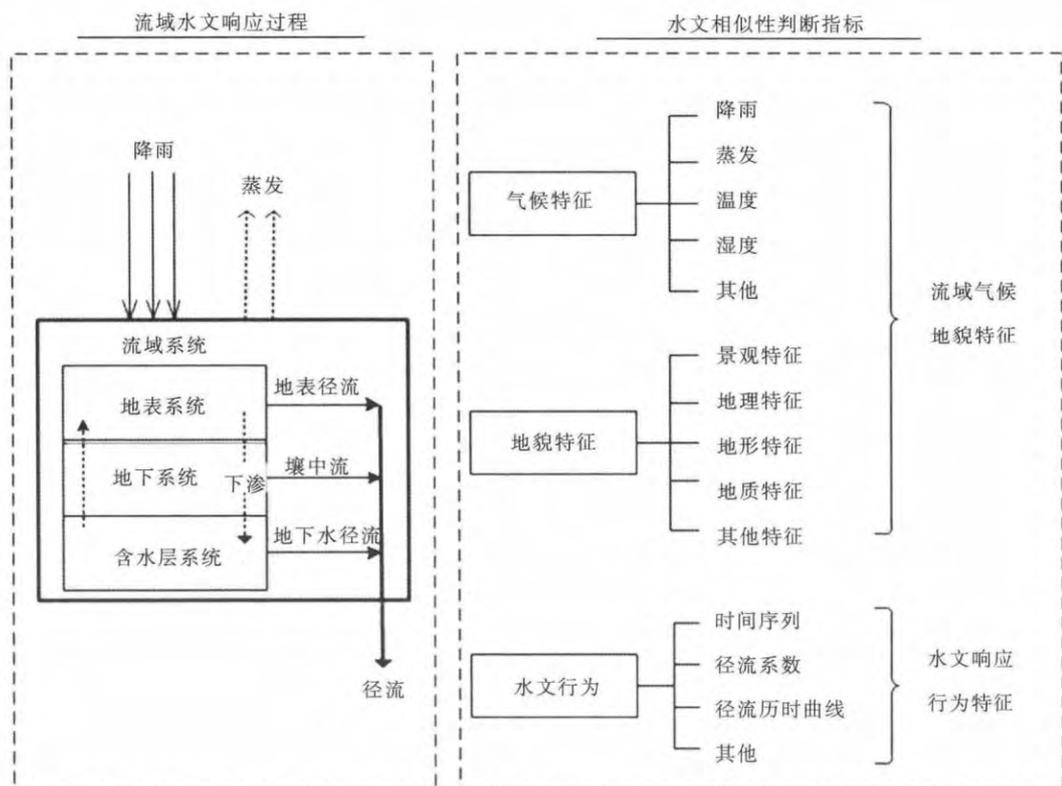 流域水文响应过程
降雨
蒸发
流域系统
地表系统
地表径流
地下系统
下渗
壤中流
含水层系统
地下水径流
径流
水文相似性判断指标
气候特征
降雨
蒸发
温度
湿度
其他
地貌特征
景观特征
地理特征
地形特征
地质特征
其他特征
流域气候
地貌特征
水文行为
时间序列
径流系数
径流历时曲线
其他
水文响应
行为特征